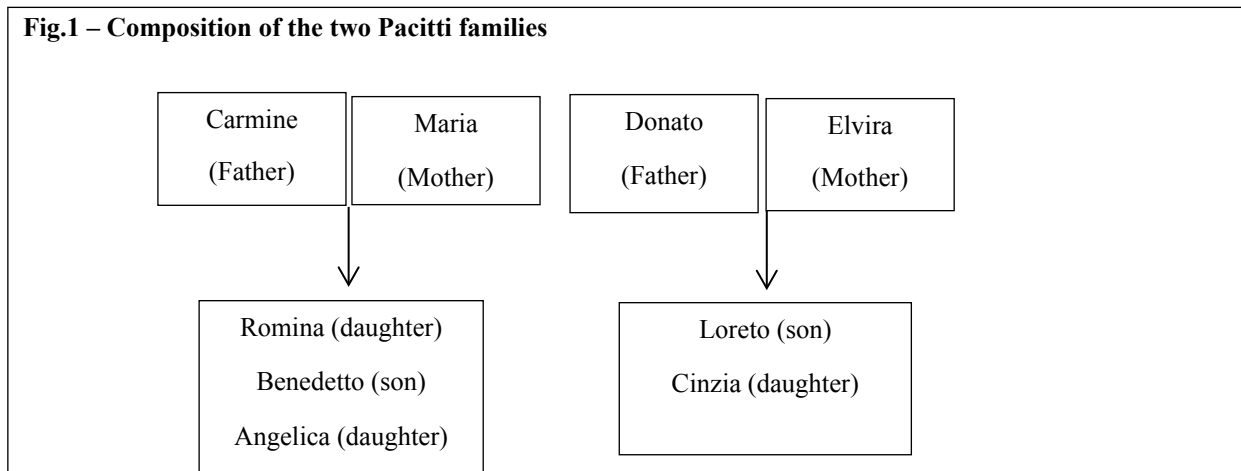 Fig.1 – Composition of the two Pacitti families
Carmine
(Father)
Maria
(Mother)
Donato
(Father)
Elvira
(Mother)
Romina (daughter)
Benedetto (son)
Angelica (daughter)
Loreto (son)
Cinzia (daughter)